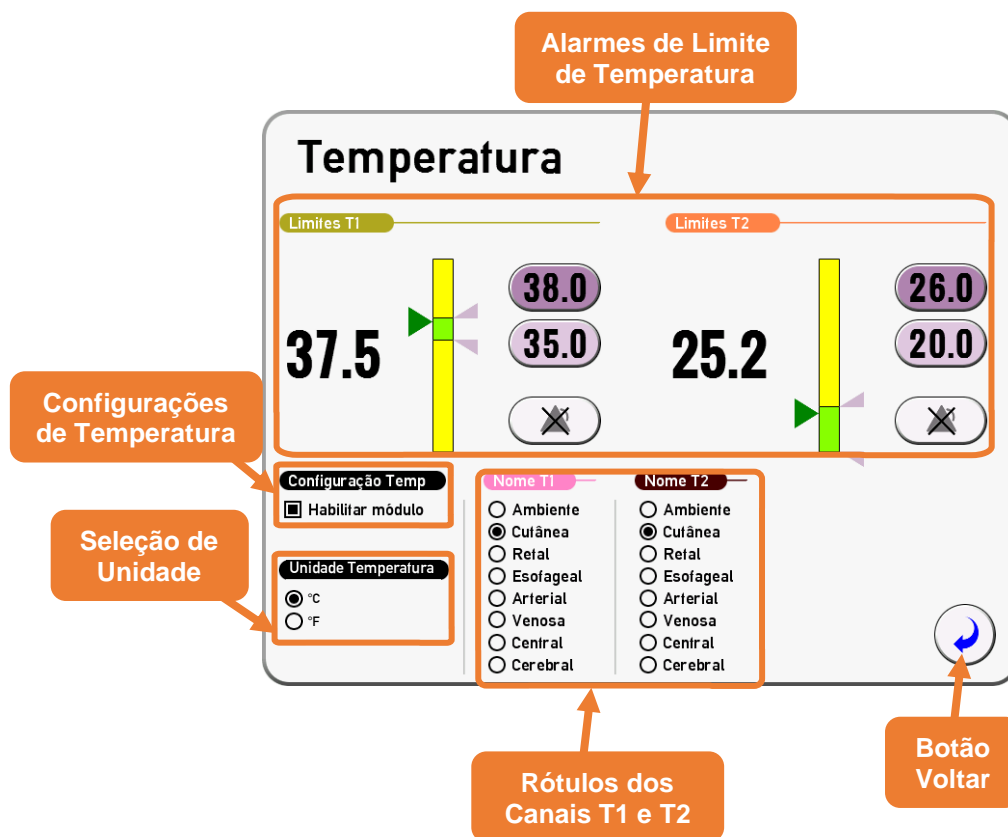 Alarmes de Limite
de Temperatura
Temperatura
Limites T1
Limites T2
37.5
38.0
35.0
25.2
26.0
20.0
Configurações
de Temperatura
Configuração Temp
Habilitar módulo
Seleção de
Unidade
Unidade Temperatura
°C
°F
Nome T1
Ambiente
Cutânea
Retal
Esofageal
Arterial
Venosa
Central
Cerebral
Nome T2
Ambiente
Cutânea
Retal
Esofageal
Arterial
Venosa
Central
Cerebral
Botão
Voltar
Rótulos dos
Canais T1 e T2